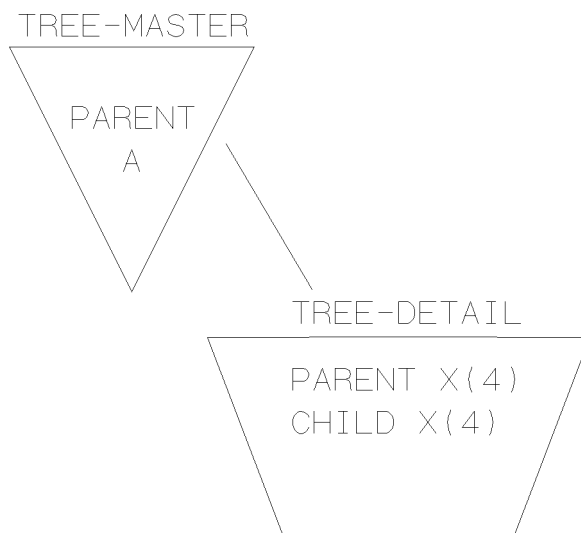 TREE-MASTER
PARENT
A
TREE-DETAIL
PARENT X(4)
CHILD X(4)